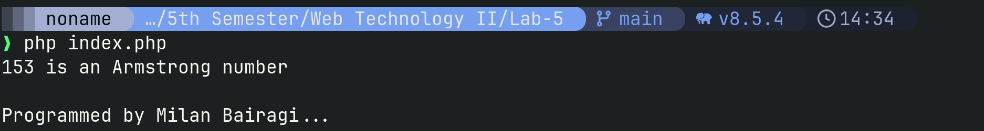 noname …/5th Semester/Web Technology II/Lab-5 main v8.5.4 14:34
❯ php index.php
153 is an Armstrong number
Programmed by Milan Bairagi...